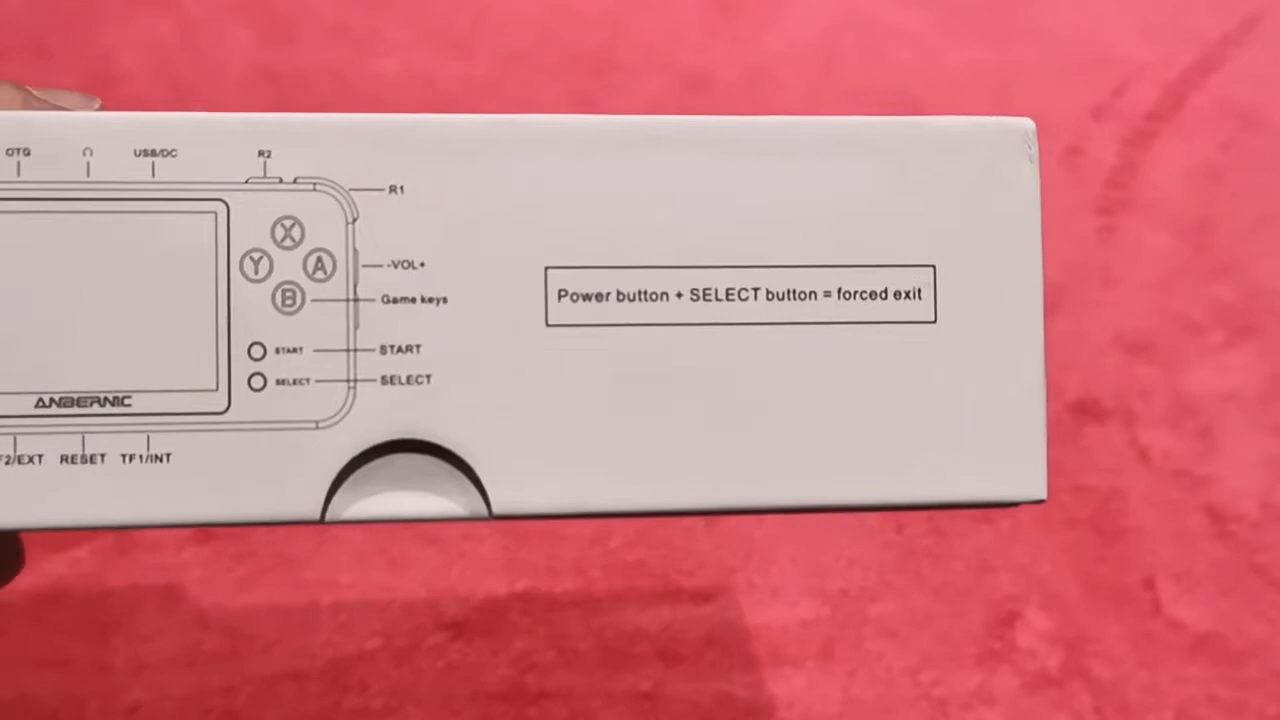 OTG
USB/DC
R2
R1
X
Y
A
B
-VOL+
Game keys
START
START
SELECT
SELECT
ANBERNIC
F2/EXT
RESET
TF1/INT
Power button + SELECT button = forced exit